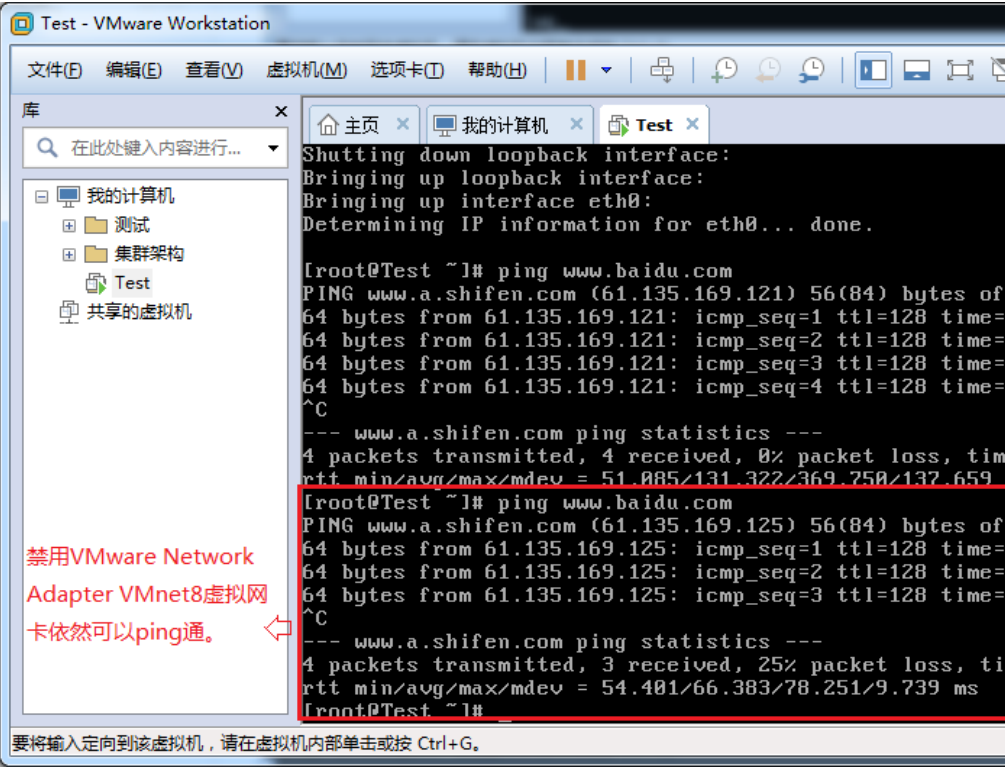 Test - VMware Workstation
文件(F) 编辑(E) 查看(V) 虚拟机(M) 选项卡(T) 帮助(H)
库
在此处键入内容进行...
我的计算机
测试
集群架构
Test
共享的虚拟机
主页 我的计算机 Test
Shutting down loopback interface:
Bringing up loopback interface:
Bringing up interface eth0:
Determining IP information for eth0... done.
[root@Test ~]# ping www.baidu.com
PING www.a.shifen.com (61.135.169.121) 56(84) bytes of
64 bytes from 61.135.169.121: icmp_seq=1 ttl=128 time=
64 bytes from 61.135.169.121: icmp_seq=2 ttl=128 time=
64 bytes from 61.135.169.121: icmp_seq=3 ttl=128 time=
64 bytes from 61.135.169.121: icmp_seq=4 ttl=128 time=
^C
--- www.a.shifen.com ping statistics ---
4 packets transmitted, 4 received, 0% packet loss, tim
rtt min/avg/max/mdev = 51.085/131.322/369.750/137.659
[root@Test ~]# ping www.baidu.com
PING www.a.shifen.com (61.135.169.125) 56(84) bytes of
64 bytes from 61.135.169.125: icmp_seq=1 ttl=128 time=
64 bytes from 61.135.169.125: icmp_seq=2 ttl=128 time=
64 bytes from 61.135.169.125: icmp_seq=3 ttl=128 time=
^C
--- www.a.shifen.com ping statistics ---
4 packets transmitted, 3 received, 25% packet loss, ti
rtt min/avg/max/mdev = 54.401/66.383/78.251/9.739 ms
[root@Test ~]# _
禁用VMware Network
Adapter VMnet8虚拟网
卡依然可以ping通。
要将输入定向到该虚拟机，请在虚拟机内部单击或按 Ctrl+G。